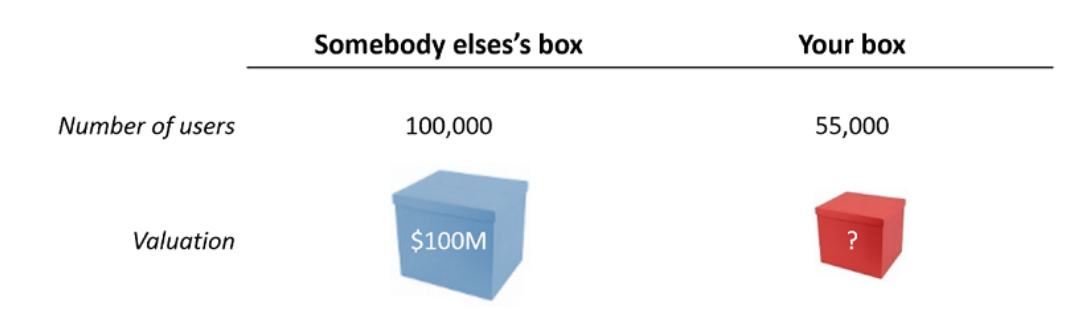 Somebody elses’s box Your box
Number of users 100,000 55,000
Valuation $100M ?